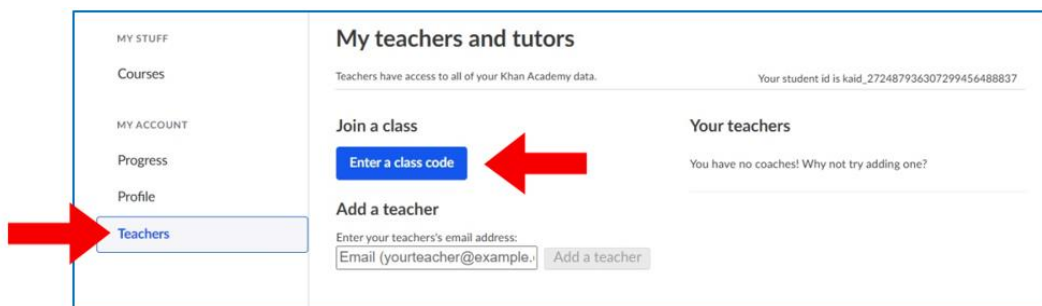 MY STUFF
Courses
MY ACCOUNT
Progress
Profile
Teachers
My teachers and tutors
Teachers have access to all of your Khan Academy data.
Your student id is kaid_272487936307299456488837
Join a class
Enter a class code
Your teachers
You have no coaches! Why not try adding one?
Add a teacher
Enter your teachers's email address:
Email (yourteacher@example.
Add a teacher